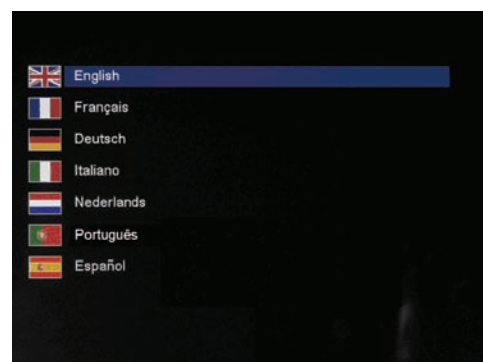 English
Français
Deutsch
Italiano
Nederlands
Português
Español